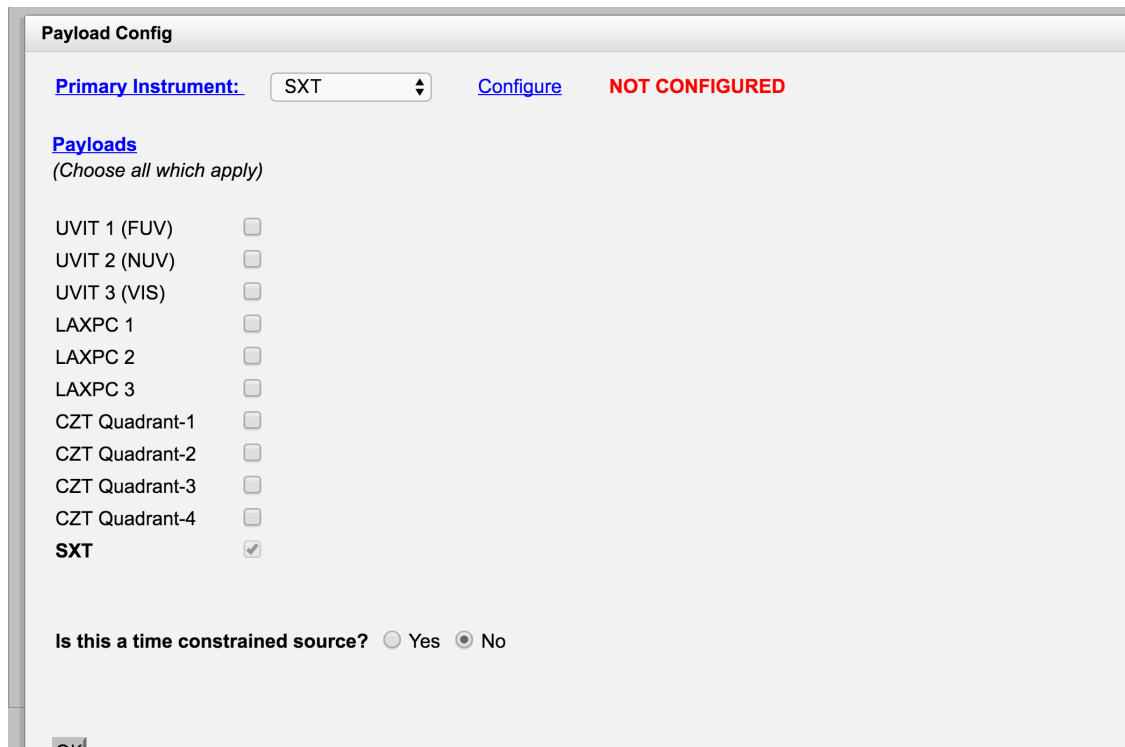 Payload Config
Primary Instrument: SXT Configure NOT CONFIGURED
Payloads
(Choose all which apply)
UVIT 1 (FUV)
UVIT 2 (NUV)
UVIT 3 (VIS)
LAXPC 1
LAXPC 2
LAXPC 3
CZT Quadrant-1
CZT Quadrant-2
CZT Quadrant-3
CZT Quadrant-4
SXT
Is this a time constrained source? Yes No
OK